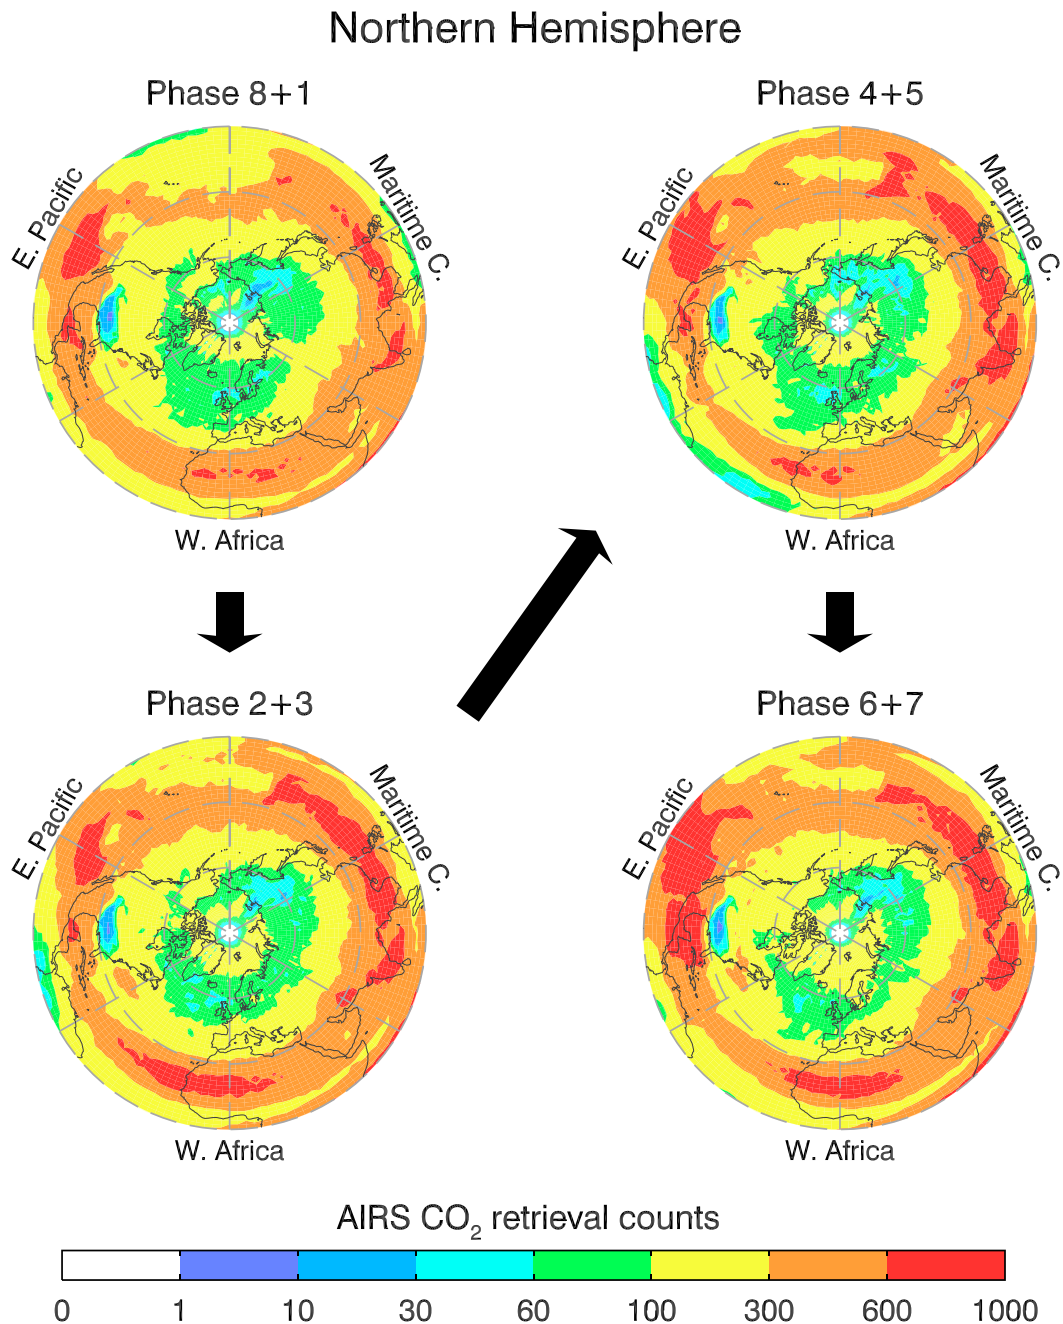 Northern Hemisphere
Phase 8+1
E. Pacific
Maritime C.
W. Africa
Phase 4+5
E. Pacific
Maritime C.
W. Africa
Phase 2+3
E. Pacific
Maritime C.
W. Africa
Phase 6+7
E. Pacific
Maritime C.
W. Africa
AIRS CO₂ retrieval counts
0 1 10 30 60 100 300 600 1000